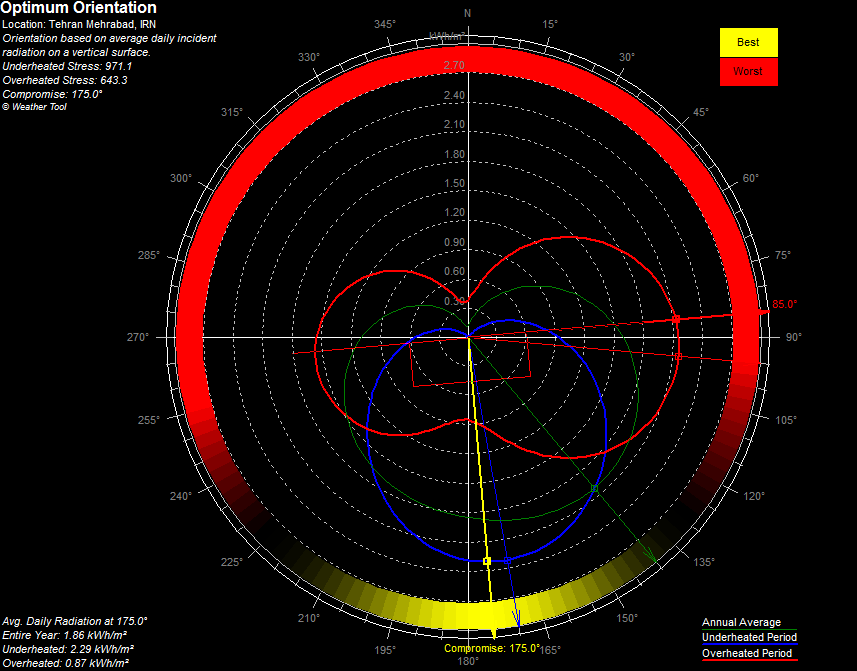 Optimum Orientation
Location: Tehran Mehrabad, IRN
Orientation based on average daily incident
radiation on a vertical surface.
Underheated Stress: 971.1
Overheated Stress: 643.3
Compromise: 175.0°
© Weather Tool
N
15°
30°
45°
60°
75°
90°
105°
120°
135°
150°
165°
180°
195°
210°
225°
240°
255°
270°
285°
300°
315°
330°
345°
kWh/m²
2.70
2.40
2.10
1.80
1.50
1.20
0.90
0.60
0.30
85.0°
Best
Worst
Compromise: 175.0°
Avg. Daily Radiation at 175.0°
Entire Year: 1.86 kWh/m²
Underheated: 2.29 kWh/m²
Overheated: 0.87 kWh/m²
Annual Average
Underheated Period
Overheated Period